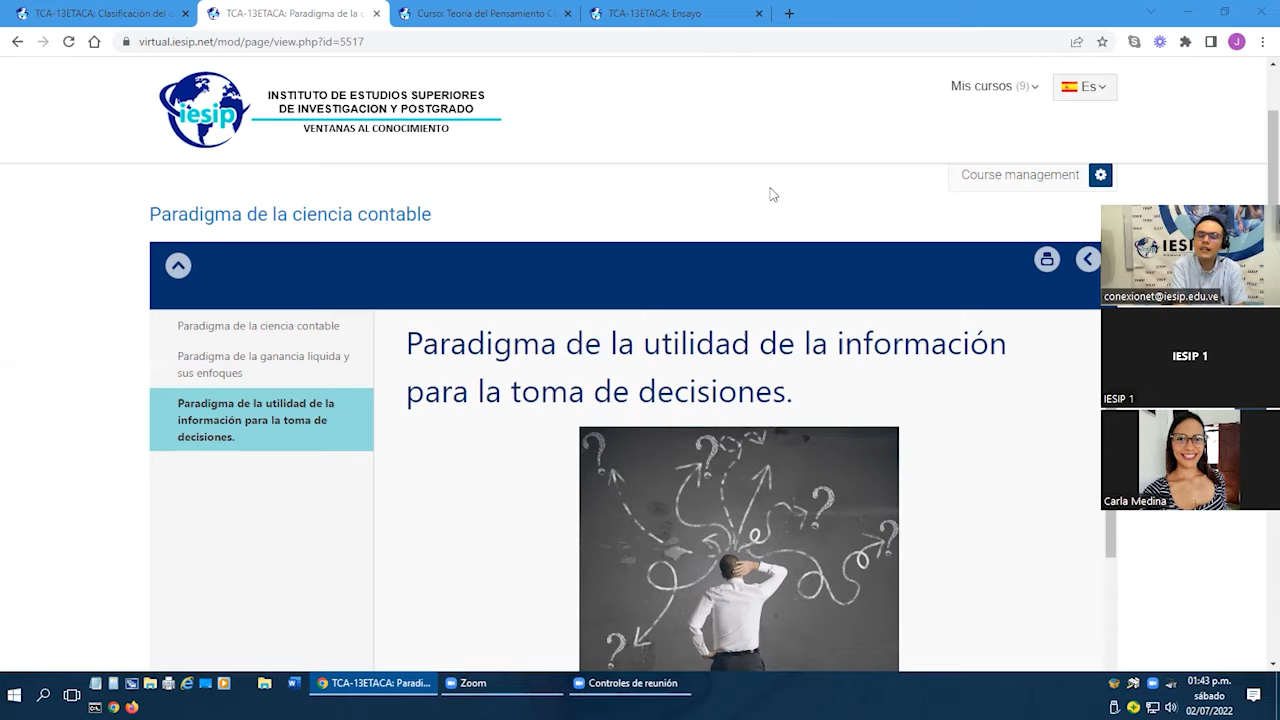 TCA-13ETACA: Clasificación del c
TCA-13ETACA: Paradigma de la c
Curso: Teoría del Pensamiento C
TCA-13ETACA: Ensayo
virtual.iesip.net/mod/page/view.php?id=5517
J
iesip
INSTITUTO DE ESTUDIOS SUPERIORES
DE INVESTIGACION Y POSTGRADO
VENTANAS AL CONOCIMIENTO
Mis cursos (9)
Es
Course management
Paradigma de la ciencia contable
Paradigma de la ciencia contable
Paradigma de la ganancia liquida y
sus enfoques
Paradigma de la utilidad de la
información para la toma de
decisiones.
Paradigma de la utilidad de la información
para la toma de decisiones.
conexionet@iesip.edu.ve
IESIP 1
IESIP 1
Carla Medina
TCA-13ETACA: Paradi...
Zoom
Controles de reunión
01:43 p.m.
sábado
02/07/2022